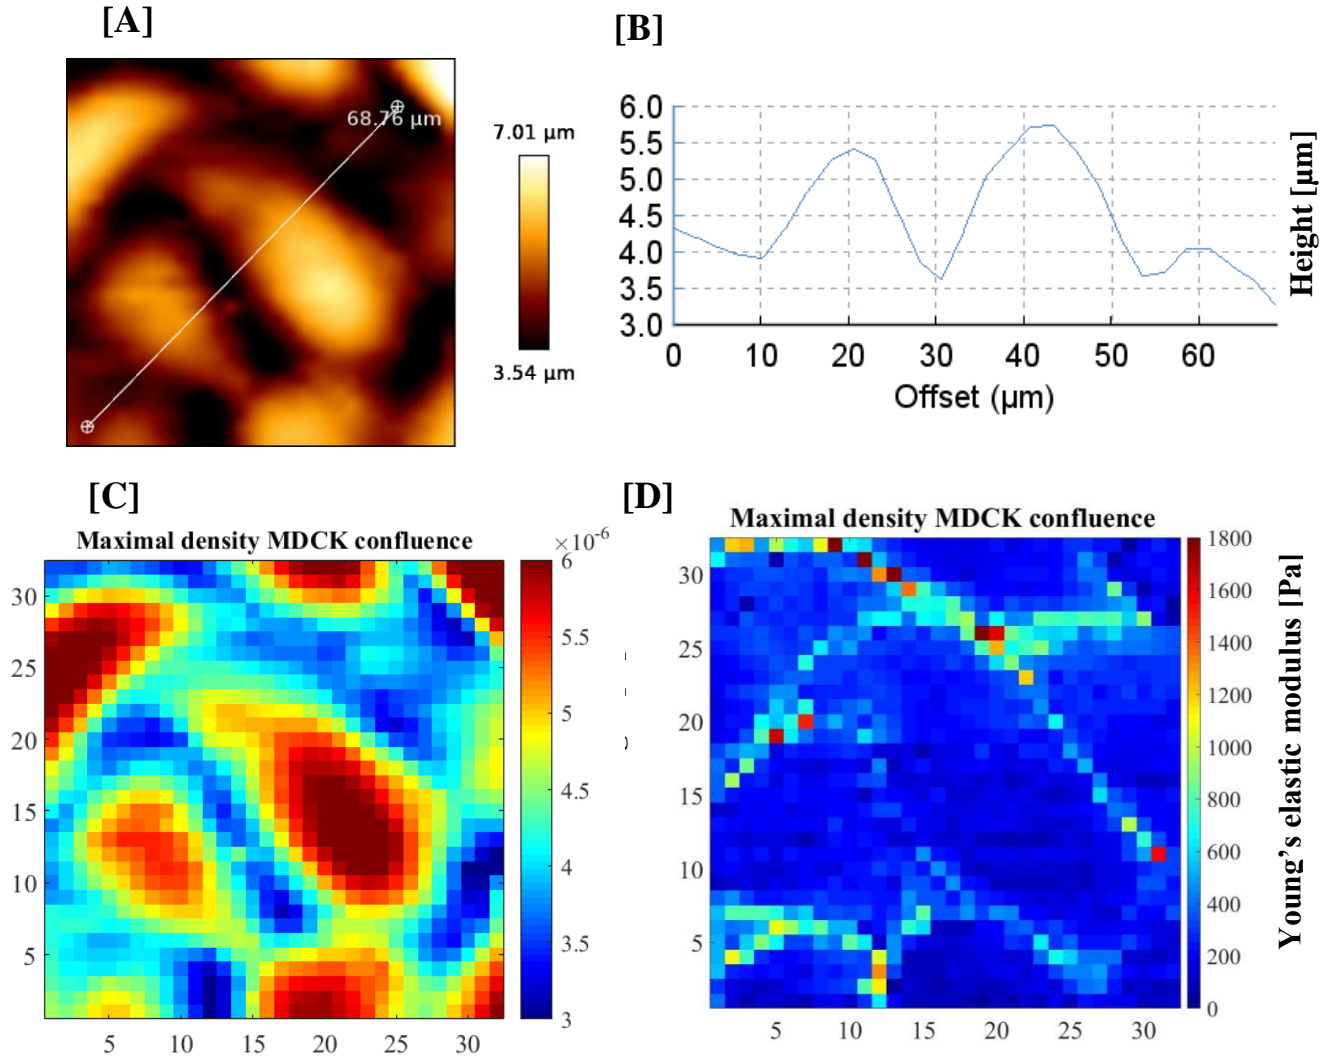 [A]
68.76 µm
7.01 µm
3.54 µm
[B]
6.0
5.5
5.0
4.5
4.0
3.5
3.0
0 10 20 30 40 50 60
Offset (µm)
Height [µm]
[C]
Maximal density MDCK confluence
×10-6
30
25
20
15
10
5
5 10 15 20 25 30
6
5.5
5
4.5
4
3.5
3
[D]
Maximal density MDCK confluence
30
25
20
15
10
5
5 10 15 20 25 30
1800
1600
1400
1200
1000
800
600
400
200
0
Young's elastic modulus [Pa]